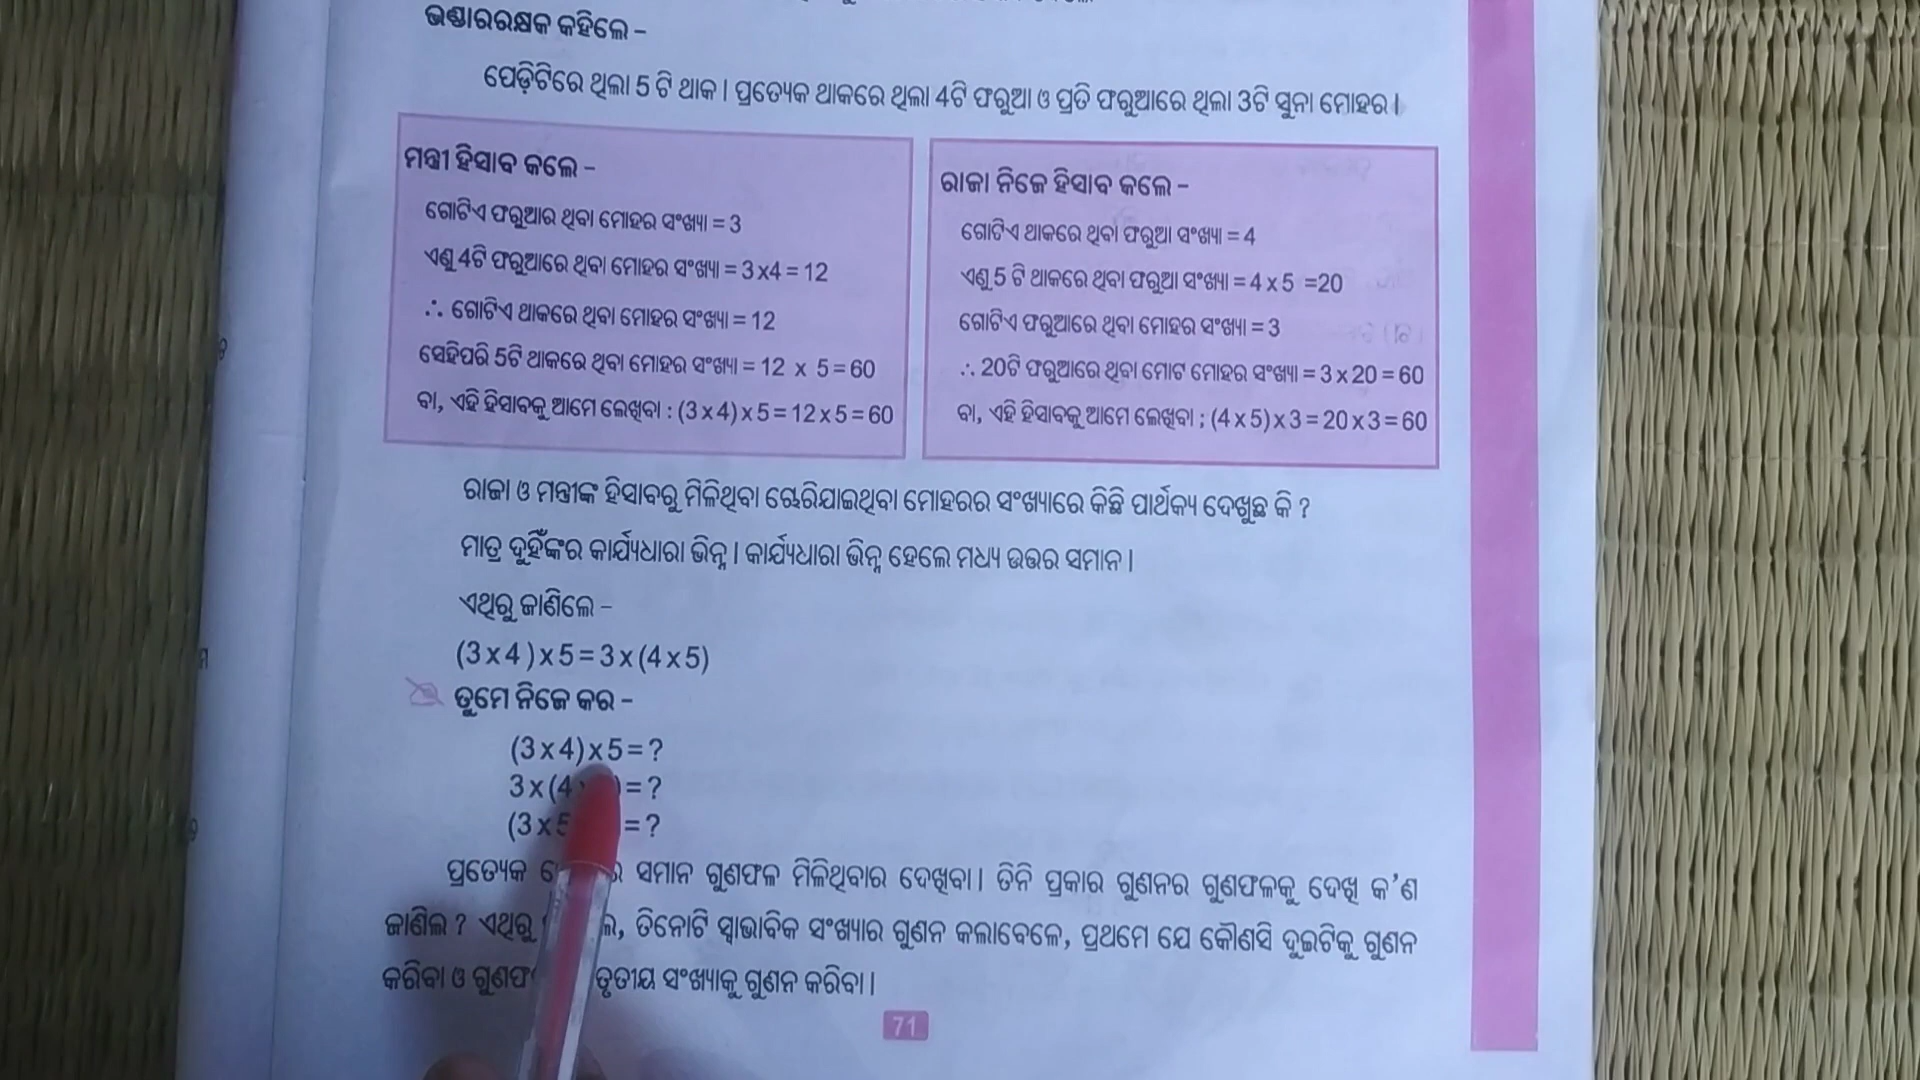 ଭଣ୍ଡାରରକ୍ଷକ କହିଲେ –
ପେଡ଼ିଟିରେ ଥିଲା 5 ଟି ଥାକ। ପ୍ରତ୍ୟେକ ଥାକରେ ଥିଲା 4ଟି ଫରୁଆ ଓ ପ୍ରତି ଫରୁଆରେ ଥିଲା 3ଟି ସୁନା ମୋହର।
ମନ୍ତ୍ରୀ ହିସାବ କଲେ –
ଗୋଟିଏ ଫରୁଆର ଥିବା ମୋହର ସଂଖ୍ୟା = 3
ଏଣୁ 4ଟି ଫରୁଆରେ ଥିବା ମୋହର ସଂଖ୍ୟା = 3 x4 = 12
∴ ଗୋଟିଏ ଥାକରେ ଥିବା ମୋହର ସଂଖ୍ୟା = 12
ସେହିପରି 5ଟି ଥାକରେ ଥିବା ମୋହର ସଂଖ୍ୟା = 12 x 5 = 60
ବା, ଏହି ହିସାବକୁ ଆମେ ଲେଖିବା : (3 x 4) x 5 = 12 x 5 = 60
ରାଜା ନିଜେ ହିସାବ କଲେ –
ଗୋଟିଏ ଥାକରେ ଥିବା ଫରୁଆ ସଂଖ୍ୟା = 4
ଏଣୁ 5 ଟି ଥାକରେ ଥିବା ଫରୁଆ ସଂଖ୍ୟା = 4 x 5 =20
ଗୋଟିଏ ଫରୁଆରେ ଥିବା ମୋହର ସଂଖ୍ୟା = 3
∴ 20ଟି ଫରୁଆରେ ଥିବା ମୋଟ ମୋହର ସଂଖ୍ୟା = 3 x 20 = 60
ବା, ଏହି ହିସାବକୁ ଆମେ ଲେଖିବା ; (4 x 5) x 3 = 20 x 3 = 60
ରାଜା ଓ ମନ୍ତ୍ରୀଙ୍କ ହିସାବରୁ ମିଳିଥିବା ଚୋରିଯାଇଥିବା ମୋହରର ସଂଖ୍ୟାରେ କିଛି ପାର୍ଥକ୍ୟ ଦେଖୁଛ କି ?
ମାତ୍ର ଦୁହିଁଙ୍କର କାର୍ଯ୍ୟଧାରା ଭିନ୍ନ। କାର୍ଯ୍ୟଧାରା ଭିନ୍ନ ହେଲେ ମଧ୍ୟ ଉତ୍ତର ସମାନ।
ଏଥିରୁ ଜାଣିଲେ –
(3 x 4 ) x 5 = 3 x (4 x 5)
ତୁମେ ନିଜେ କର –
(3 x 4) x 5 = ?
3 x (4 ) = ?
(3 x 5 = ?
ପ୍ରତ୍ୟେକ ସମାନ ଗୁଣଫଳ ମିଳିଥିବାର ଦେଖିବା। ତିନି ପ୍ରକାର ଗୁଣନର ଗୁଣଫଳକୁ ଦେଖି କ'ଣ
ଜାଣିଲ ? ଏଥିରୁ ତିନୋଟି ସ୍ୱାଭାବିକ ସଂଖ୍ୟାର ଗୁଣନ କଲାବେଳେ, ପ୍ରଥମେ ଯେ କୌଣସି ଦୁଇଟିକୁ ଗୁଣନ
କରିବା ଓ ତୃତୀୟ ସଂଖ୍ୟାକୁ ଗୁଣନ କରିବା।
71